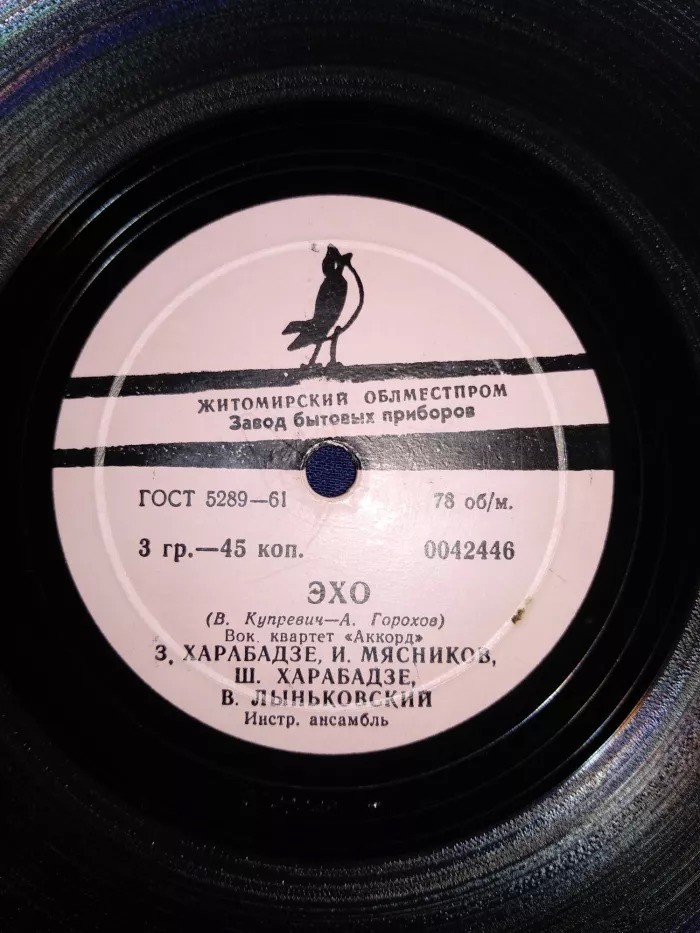 ЖИТОМИРСКИЙ ОБЛМЕСТПРОМ
Завод бытовых приборов
ГОСТ 5289—61 78 об/м.
3 гр.—45 коп. 0042446
ЭХО
(В. Купревич—А. Горохов)
Вок. квартет «Аккорд»
З. ХАРАБАДЗЕ, И. МЯСНИКОВ,
Ш. ХАРАБАДЗЕ,
В. ЛЫНЬКОВСКИЙ
Инстр. ансамбль